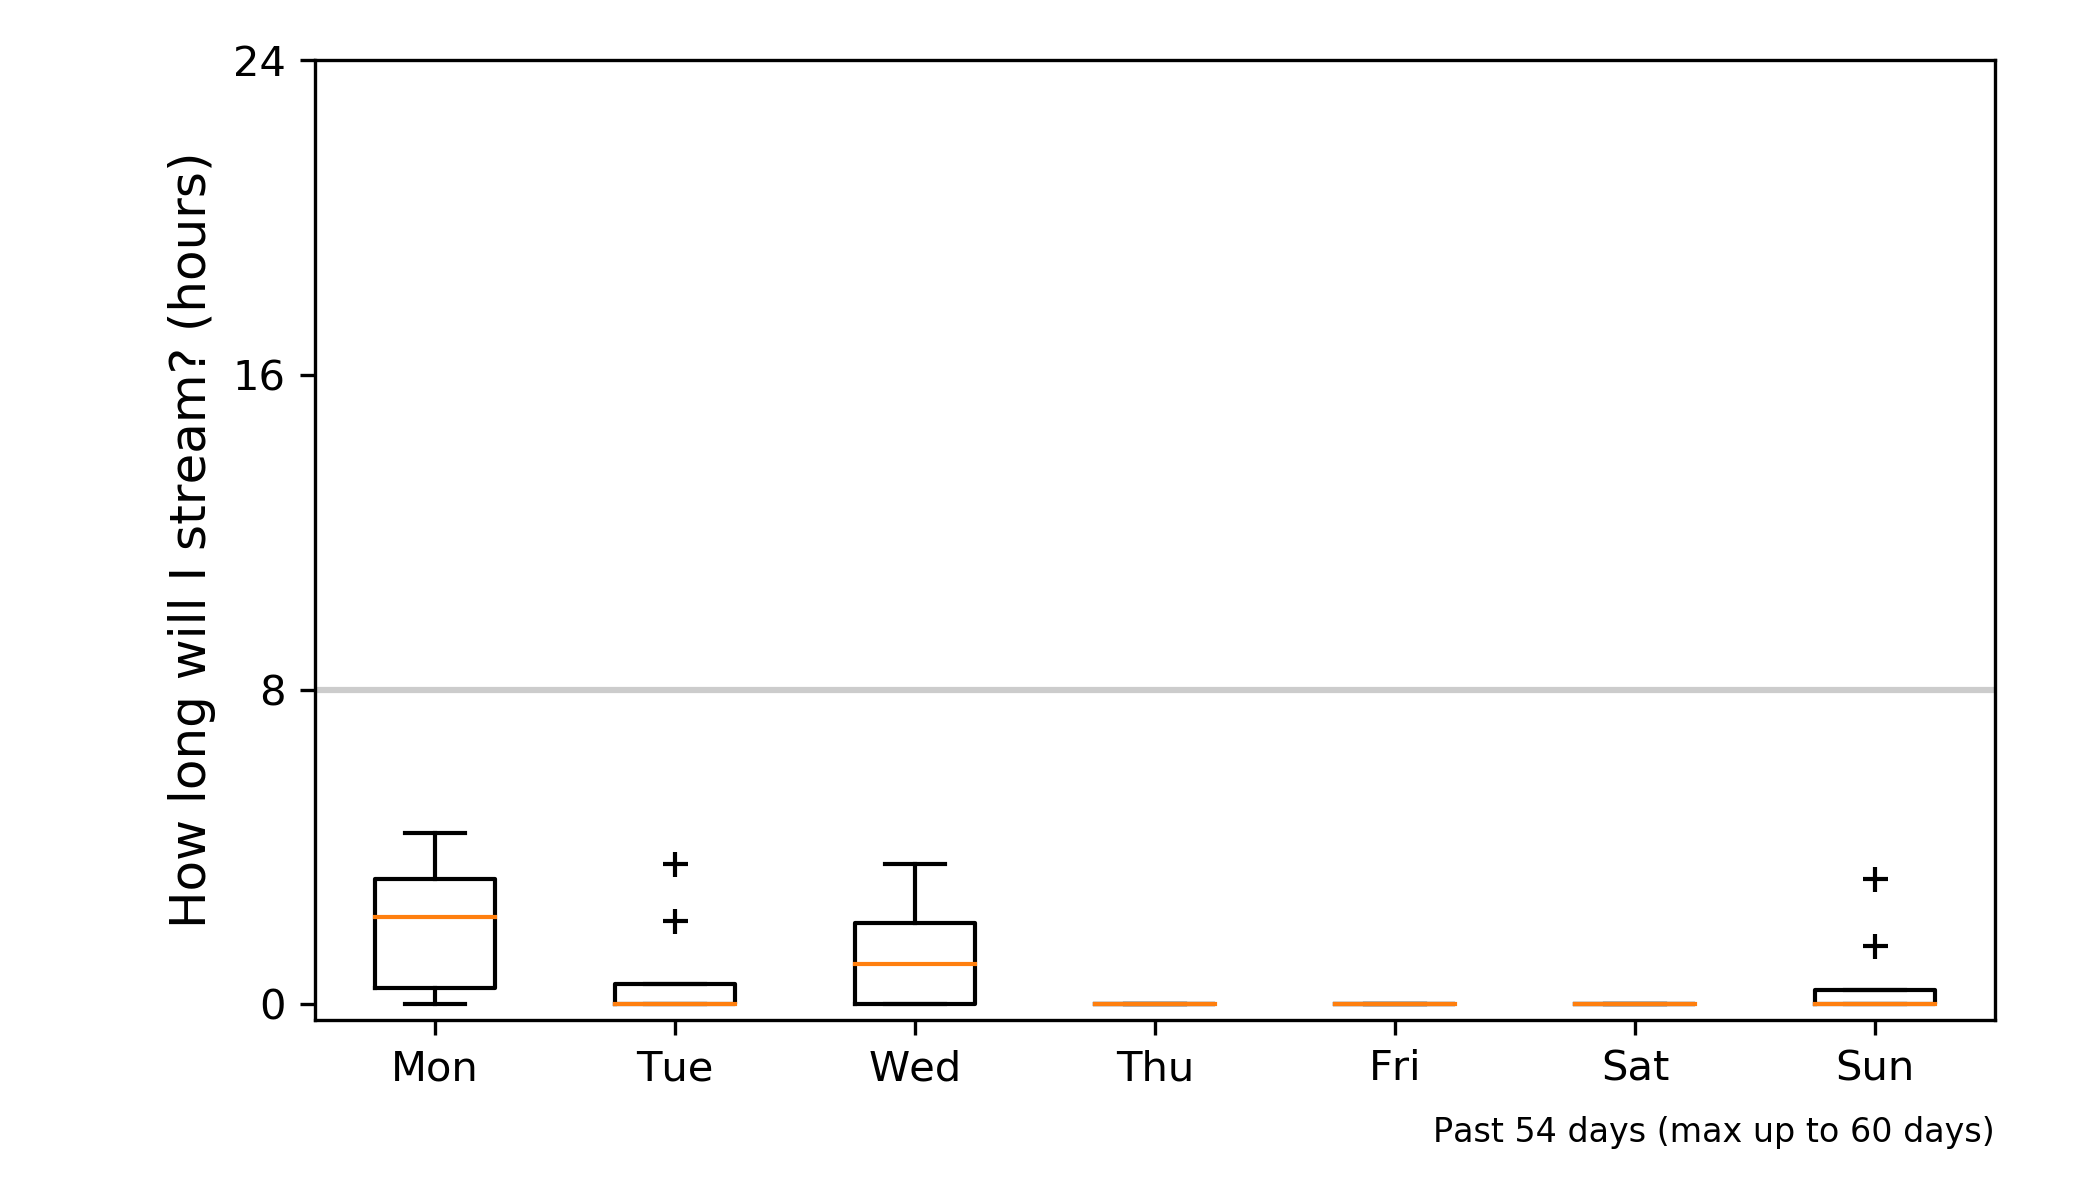 How long will I stream? (hours)
24
16
8
0
Mon Tue Wed Thu Fri Sat Sun
Past 54 days (max up to 60 days)